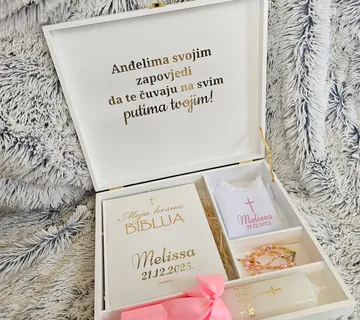 Anđelima svojim
zapovjedi
da te čuvaju na svim
putima tvojim!
Moja krsna
BIBLIJA
Melissa
21.12.2025.
Melissa
21.12.2025.